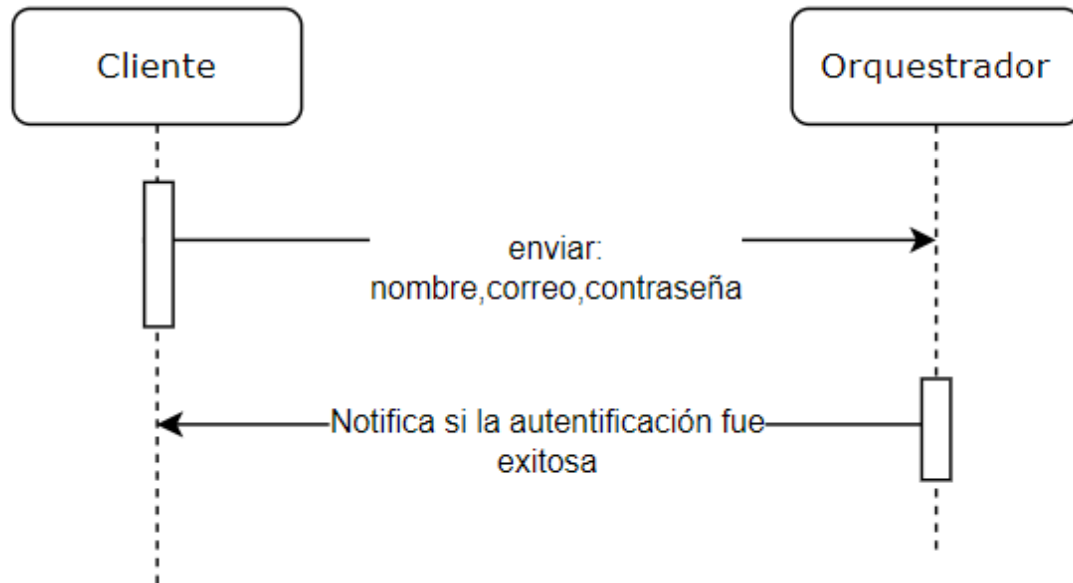 Cliente
Orquestrador
enviar:
nombre,correo,contraseña
Notifica si la autentificación fue
exitosa